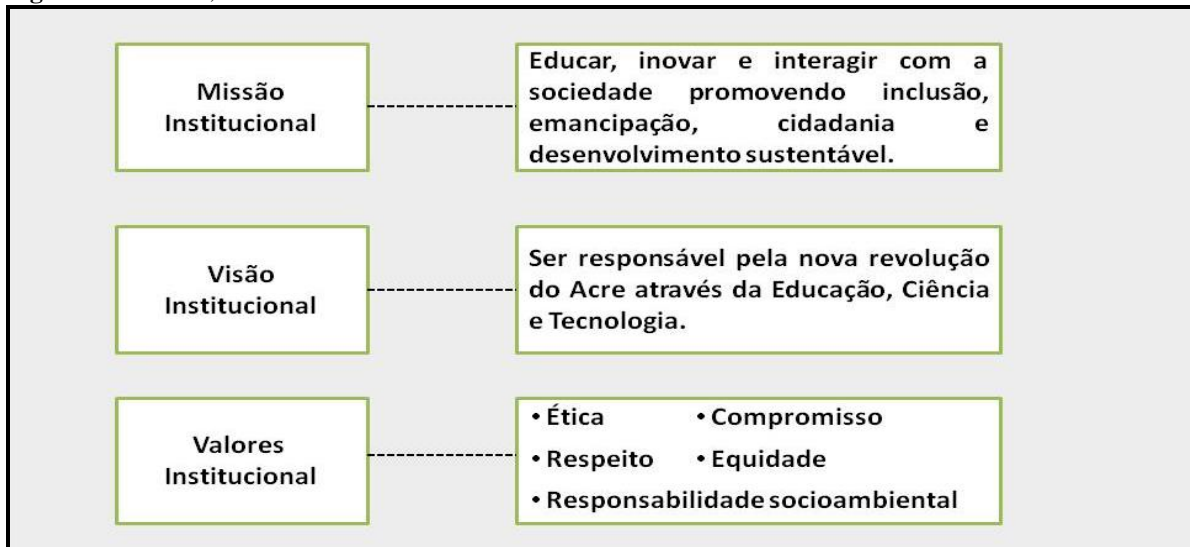 Missão
Institucional
Educar, inovar e interagir com a
sociedade promovendo inclusão,
emancipação, cidadania e
desenvolvimento sustentável.
Visão
Institucional
Ser responsável pela nova revolução
do Acre através da Educação, Ciência
e Tecnologia.
Valores
Institucional
• Ética • Compromisso
• Respeito • Equidade
• Responsabilidade socioambiental